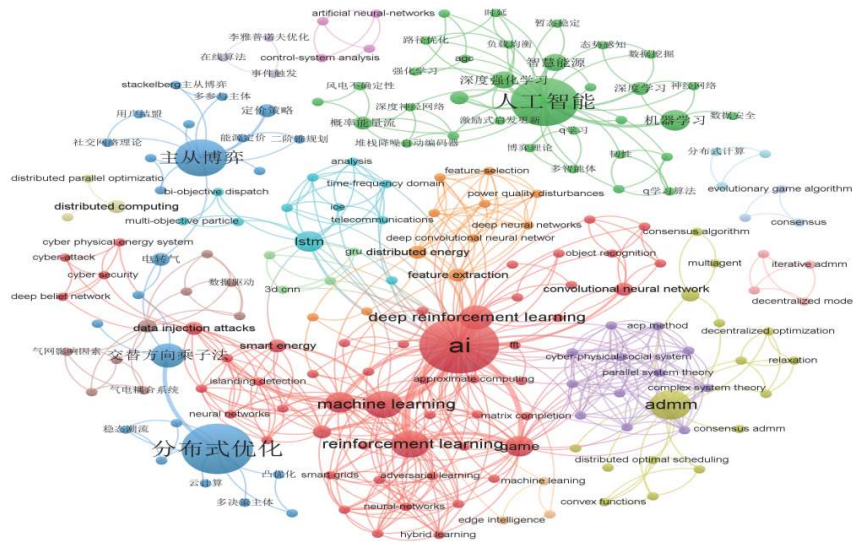 artificial neural-networks
李雅普诺夫优化
在线算法
control-system analysis
事件触发
stackelberg主从博弈
多参与主体
用户结盟
定价策略
社交网络理论
能源定价
二阶锥规划
主从博弈
distributed parallel optimizatio
bi-objective dispatch
distributed computing
multi-objective particle
时延
暂态稳定
路径优化
负载均衡
态势感知
agc
智慧能源
数据挖掘
强化学习
深度强化学习
风电不确定性
人工智能
深度学习
神经网络
深度神经网络
概率能量流
激励式启发更新
q学习
机器学习
数据安全
堆栈降噪自动编码器
博弈理论
韧性
分布式计算
多智能体
q学习算法
evolutionary game algorithm
consensus
analysis
time-frequency domain
ice
telecommunications
lstm
gru
3d cnn
feature-selection
power quality disturbances
deep neural networks
deep convolutional neural networ
distributed energy
feature extraction
consensus algorithm
object recognition
multiagent
iterative admm
convolutional neural network
decentralized mode
cyber physical energy system
cyber-attack
电转气
cyber security
数据驱动
deep belief network
data injection attacks
气网影响因素
交替方向乘子法
smart energy
气电耦合系统
islanding detection
neural networks
deep reinforcement learning
ai
approximate computing
machine learning
matrix completion
reinforcement learning
game
smart grids
adversarial learning
machine leaning
neural-networks
edge intelligence
hybrid learning
acp method
decentralized optimization
cyber-physical-social system
parallel system theory
relaxation
complex system theory
admm
consensus admm
distributed optimal scheduling
convex functions
稳态潮流
分布式优化
凸优化
云计算
多决策主体